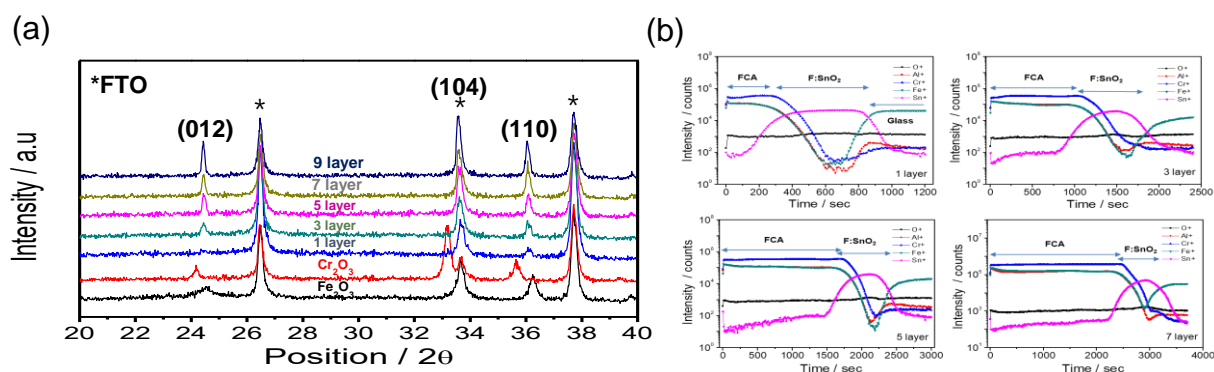 (a)
*FTO
(012)
*
(104)
*
(110)
*
9 layer
7 layer
5 layer
3 layer
1 layer
Cr2O3
Fe2O3
Intensity / a.u
20 22 24 26 28 30 32 34 36 38 40
Position / 2θ
(b)
FCA
F:SnO2
Glass
O+
Al+
Cr+
Fe+
Sn+
1 layer
Intensity / counts
0 200 400 600 800 1000 1200
Time / sec
FCA
F:SnO2
O+
Al+
Cr+
Fe+
Sn+
3 layer
Intensity / counts
0 500 1000 1500 2000 2500
Time / sec
FCA
F:SnO2
O+
Al+
Cr+
Fe+
Sn+
5 layer
Intensity / counts
0 500 1000 1500 2000 2500 3000
Time / sec
FCA
F:SnO2
O+
Al+
Cr+
Fe+
Sn+
7 layer
Intensity / counts
0 1000 2000 3000 4000
Time / sec